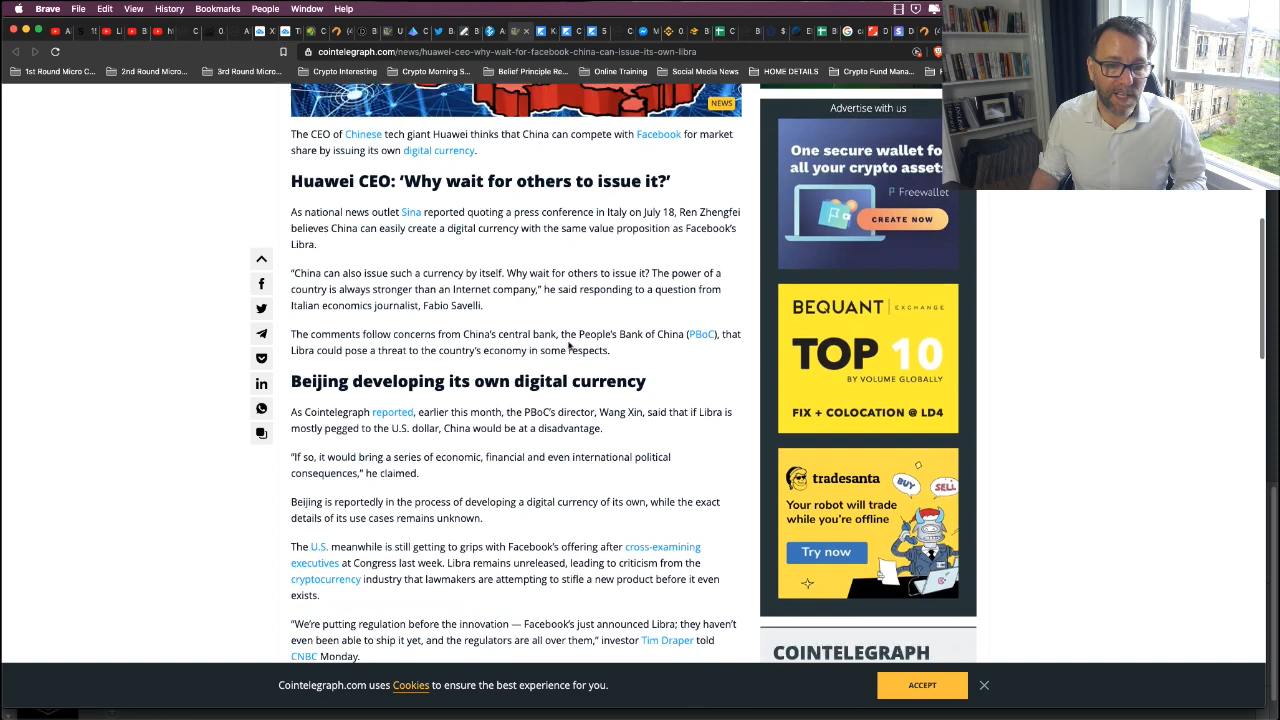 Brave File Edit View History Bookmarks People Window Help
cointelegraph.com/news/huawei-ceo-why-wait-for-facebook-china-can-issue-its-own-libra
1st Round Micro C... 2nd Round Micro... 3rd Round Micro... Crypto Interesting Crypto Morning S... Belief Principle Re... Online Training Social Media News HOME DETAILS Crypto Fund Mana...
NEWS
The CEO of Chinese tech giant Huawei thinks that China can compete with Facebook for market
share by issuing its own digital currency.
Huawei CEO: ‘Why wait for others to issue it?’
As national news outlet Sina reported quoting a press conference in Italy on July 18, Ren Zhengfei
believes China can easily create a digital currency with the same value proposition as Facebook’s
Libra.
“China can also issue such a currency by itself. Why wait for others to issue it? The power of a
country is always stronger than an Internet company,” he said responding to a question from
Italian economics journalist, Fabio Savelli.
The comments follow concerns from China’s central bank, the People’s Bank of China (PBoC), that
Libra could pose a threat to the country’s economy in some respects.
Beijing developing its own digital currency
As Cointelegraph reported, earlier this month, the PBoC’s director, Wang Xin, said that if Libra is
mostly pegged to the U.S. dollar, China would be at a disadvantage.
“If so, it would bring a series of economic, financial and even international political
consequences,” he claimed.
Beijing is reportedly in the process of developing a digital currency of its own, while the exact
details of its use cases remains unknown.
The U.S. meanwhile is still getting to grips with Facebook’s offering after cross-examining
executives at Congress last week. Libra remains unreleased, leading to criticism from the
cryptocurrency industry that lawmakers are attempting to stifle a new product before it even
exists.
“We’re putting regulation before the innovation — Facebook’s just announced Libra; they haven’t
even been able to ship it yet, and the regulators are all over them,” investor Tim Draper told
CNBC Monday.
Advertise with us
One secure wallet fo
all your crypto asset
Freewallet
CREATE NOW
BEQUANT EXCHANGE
TOP 10
BY VOLUME GLOBALLY
FIX + COLOCATION @ LD4
tradesanta
BUY
SELL
Your robot will trade
while you’re offline
Try now
COINTELEGRAPH
Cointelegraph.com uses Cookies to ensure the best experience for you.
ACCEPT